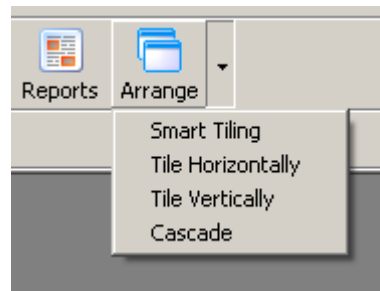 Reports Arrange
Smart Tiling
Tile Horizontally
Tile Vertically
Cascade